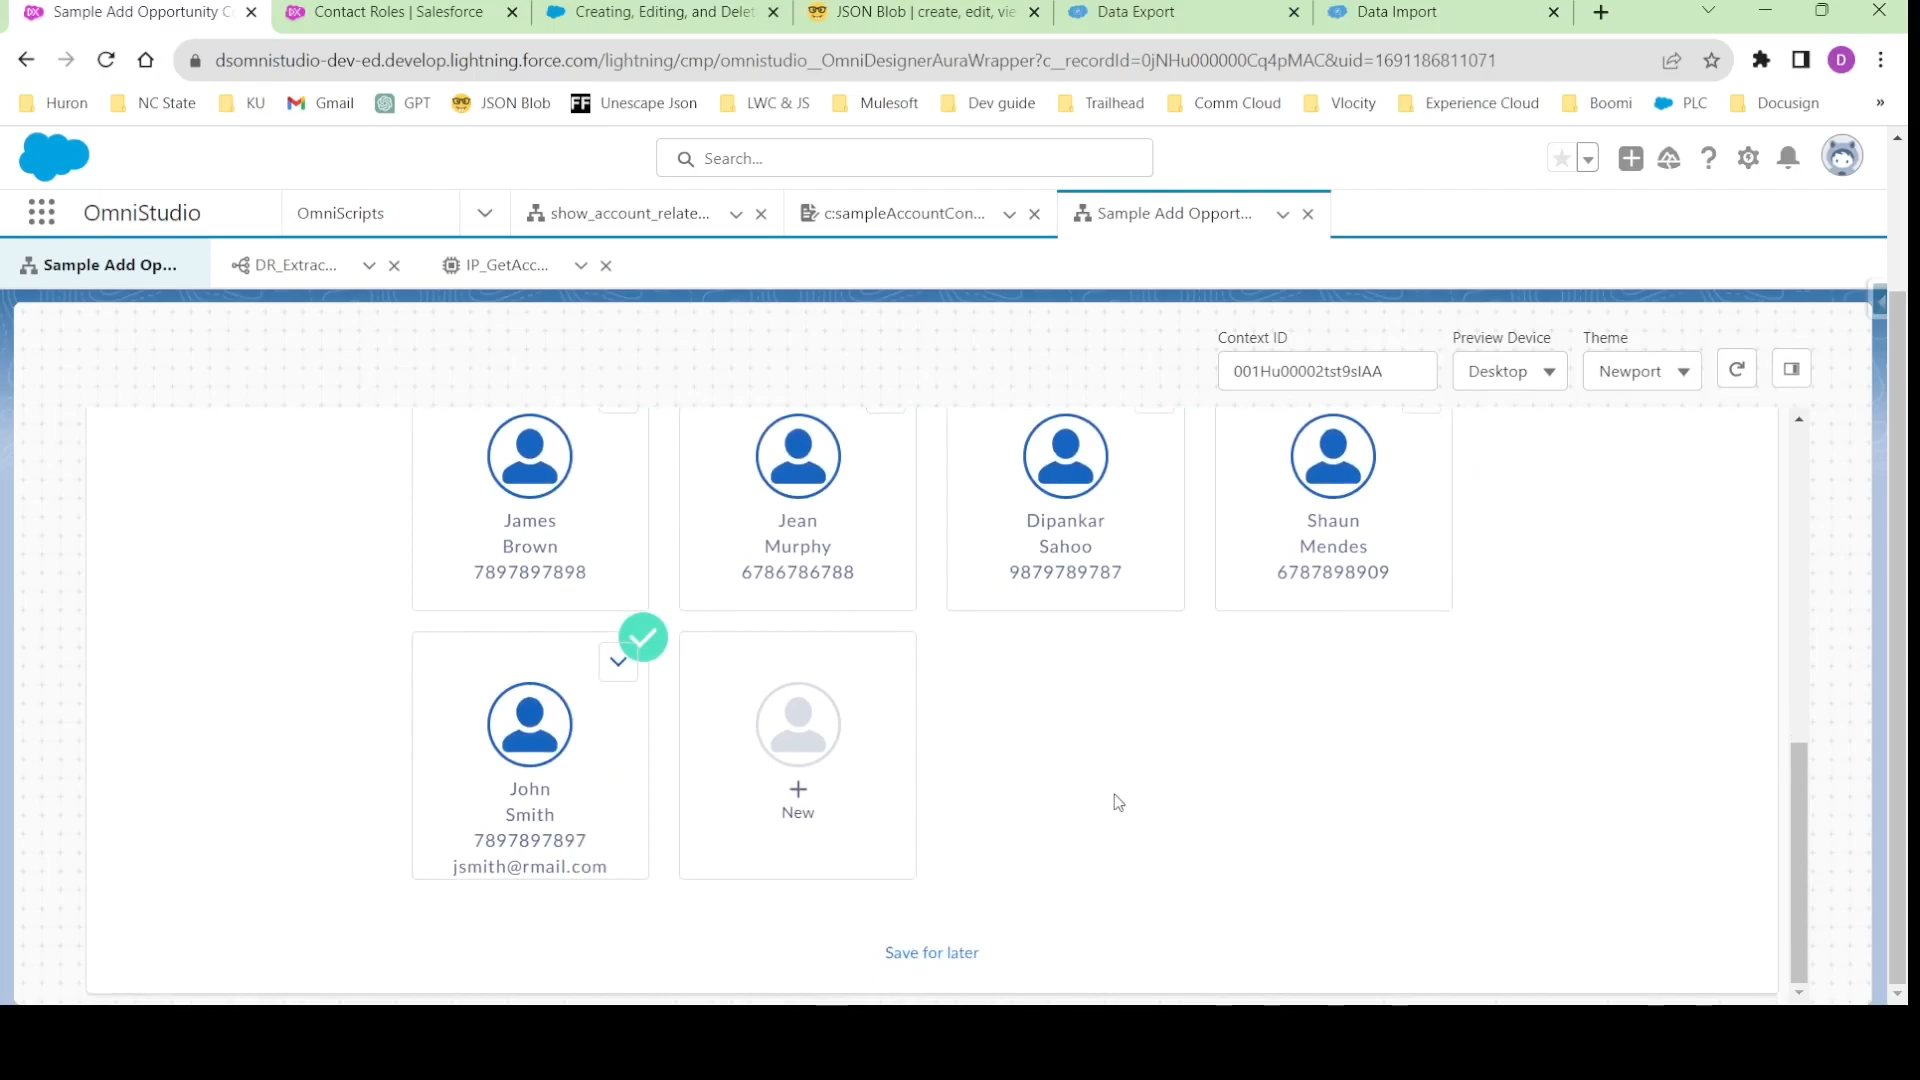 Sample Add Opportunity C
Contact Roles | Salesforce
Creating, Editing, and Delet
JSON Blob | create, edit, vie
Data Export
Data Import
dsomnistudio-dev-ed.develop.lightning.force.com/lightning/cmp/omnistudio__OmniDesignerAuraWrapper?c__recordId=0jNHu000000Cq4pMAC&uid=1691186811071
D
Huron
NC State
KU
Gmail
GPT
JSON Blob
FF
Unescape Json
LWC & JS
Mulesoft
Dev guide
Trailhead
Comm Cloud
Vlocity
Experience Cloud
Boomi
PLC
Docusign
»
Search...
OmniStudio
OmniScripts
show_account_relate...
c:sampleAccountCon...
Sample Add Opport...
Sample Add Op...
DR_Extrac...
IP_GetAcc...
Context ID
Preview Device
Theme
001Hu00002tst9sIAA
Desktop
Newport
James
Brown
7897897898
Jean
Murphy
6786786788
Dipankar
Sahoo
9879789787
Shaun
Mendes
6787898909
John
Smith
7897897897
jsmith@rmail.com
+
New
Save for later